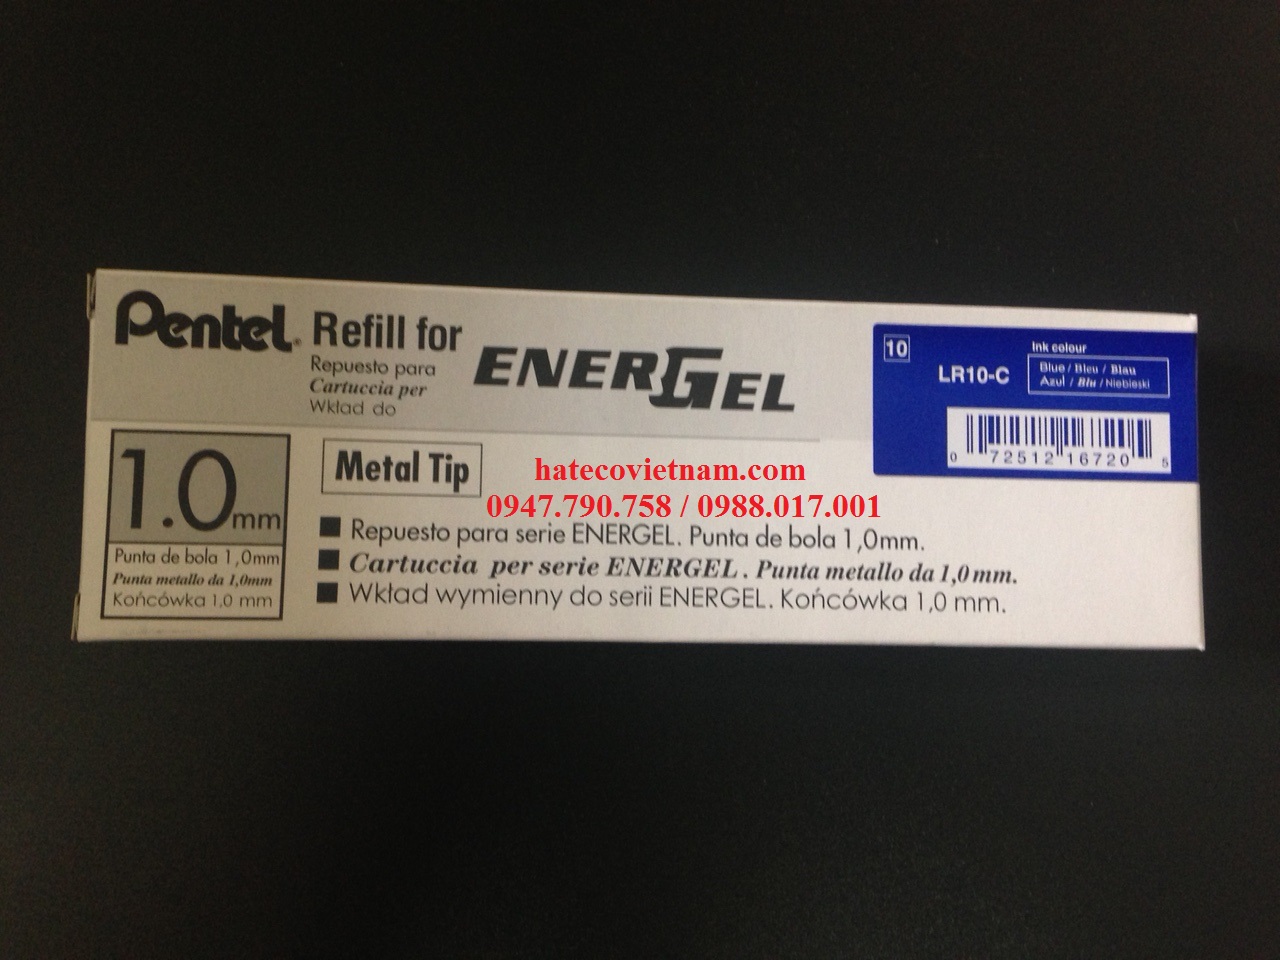 Pentel® Refill for
Repuesto para
Cartuccia per
Wkład do
ENERGEL
10
LR10-C
Ink colour
Blue / Bleu / Blau
Azul / Blu / Niebieski
0 72512 16720 5
1.0mm
Punta de bola 1,0mm
Punta metallo da 1,0mm
Końcówka 1,0 mm
Metal Tip
hatecovietnam.com
0947.790.758 / 0988.017.001
Repuesto para serie ENERGEL. Punta de bola 1,0mm.
Cartuccia per serie ENERGEL. Punta metallo da 1,0mm.
Wkład wymienny do serii ENERGEL. Końcówka 1,0 mm.